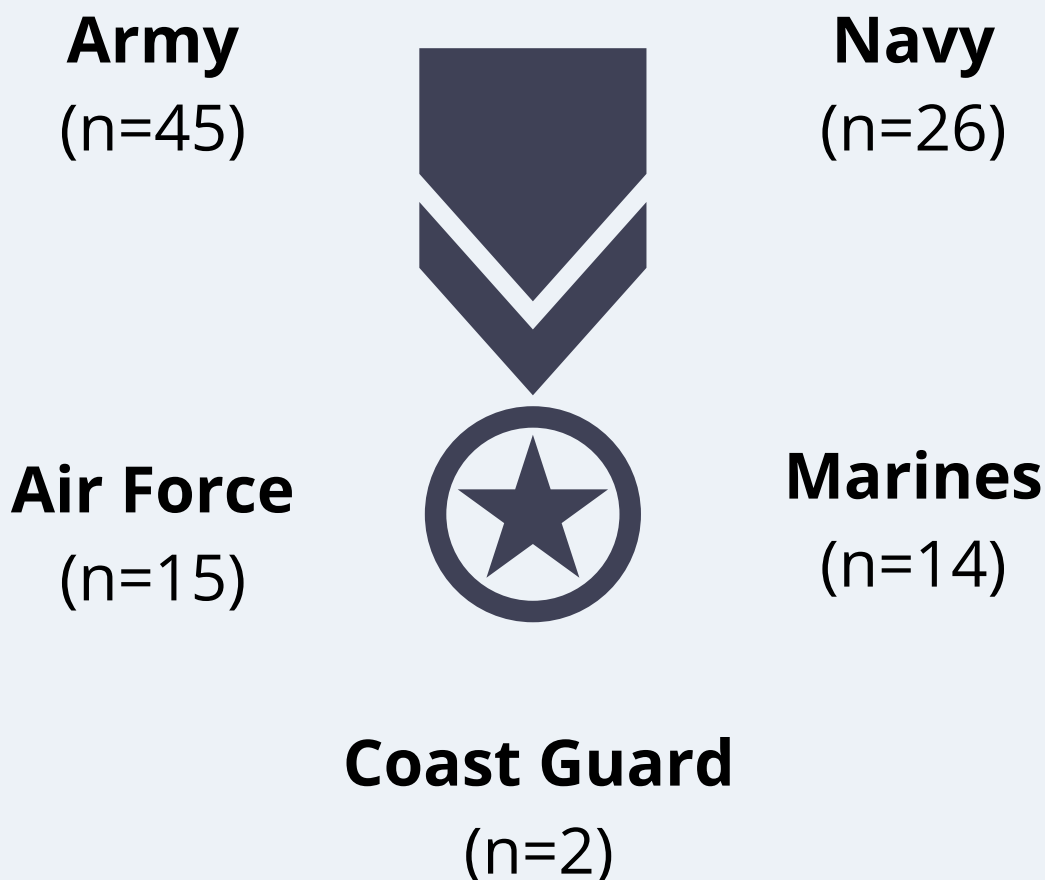 Army
(n=45)
Navy
(n=26)
Air Force
(n=15)
Marines
(n=14)
Coast Guard
(n=2)